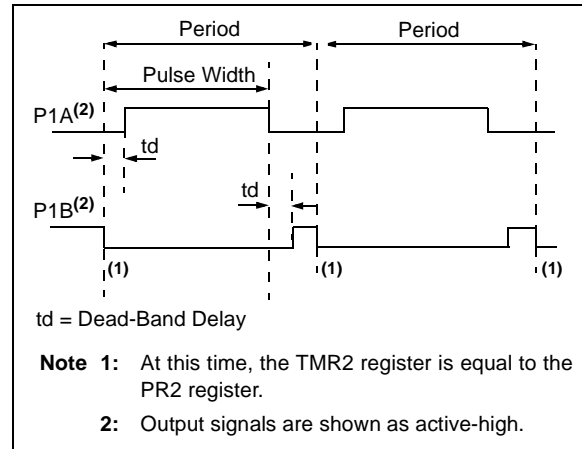 Period Period
Pulse Width
P1A(2)
td
td
P1B(2)
(1) (1) (1)
td = Dead-Band Delay
Note 1: At this time, the TMR2 register is equal to the
PR2 register.
2: Output signals are shown as active-high.